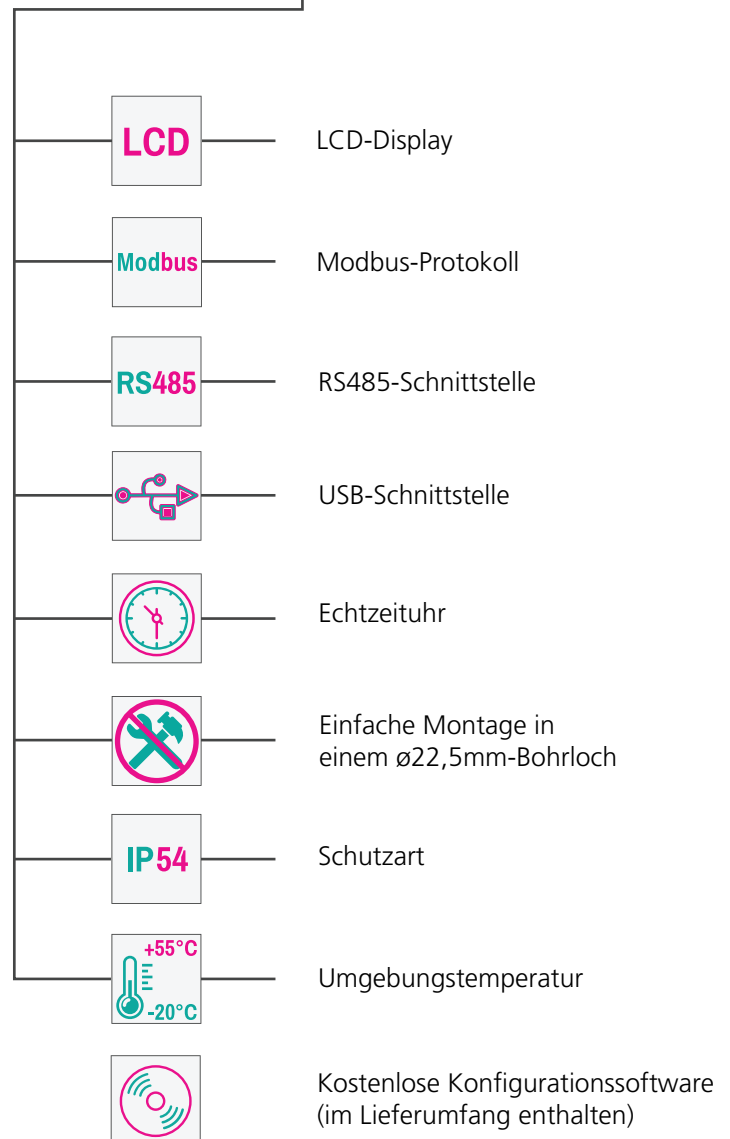 LCD
LCD-Display
Modbus
Modbus-Protokoll
RS485
RS485-Schnittstelle
USB-Schnittstelle
Echtzeituhr
Einfache Montage in
einem ø22,5mm-Bohrloch
IP54
Schutzart
+55°C
-20°C
Umgebungstemperatur
Kostenlose Konfigurationssoftware
(im Lieferumfang enthalten)